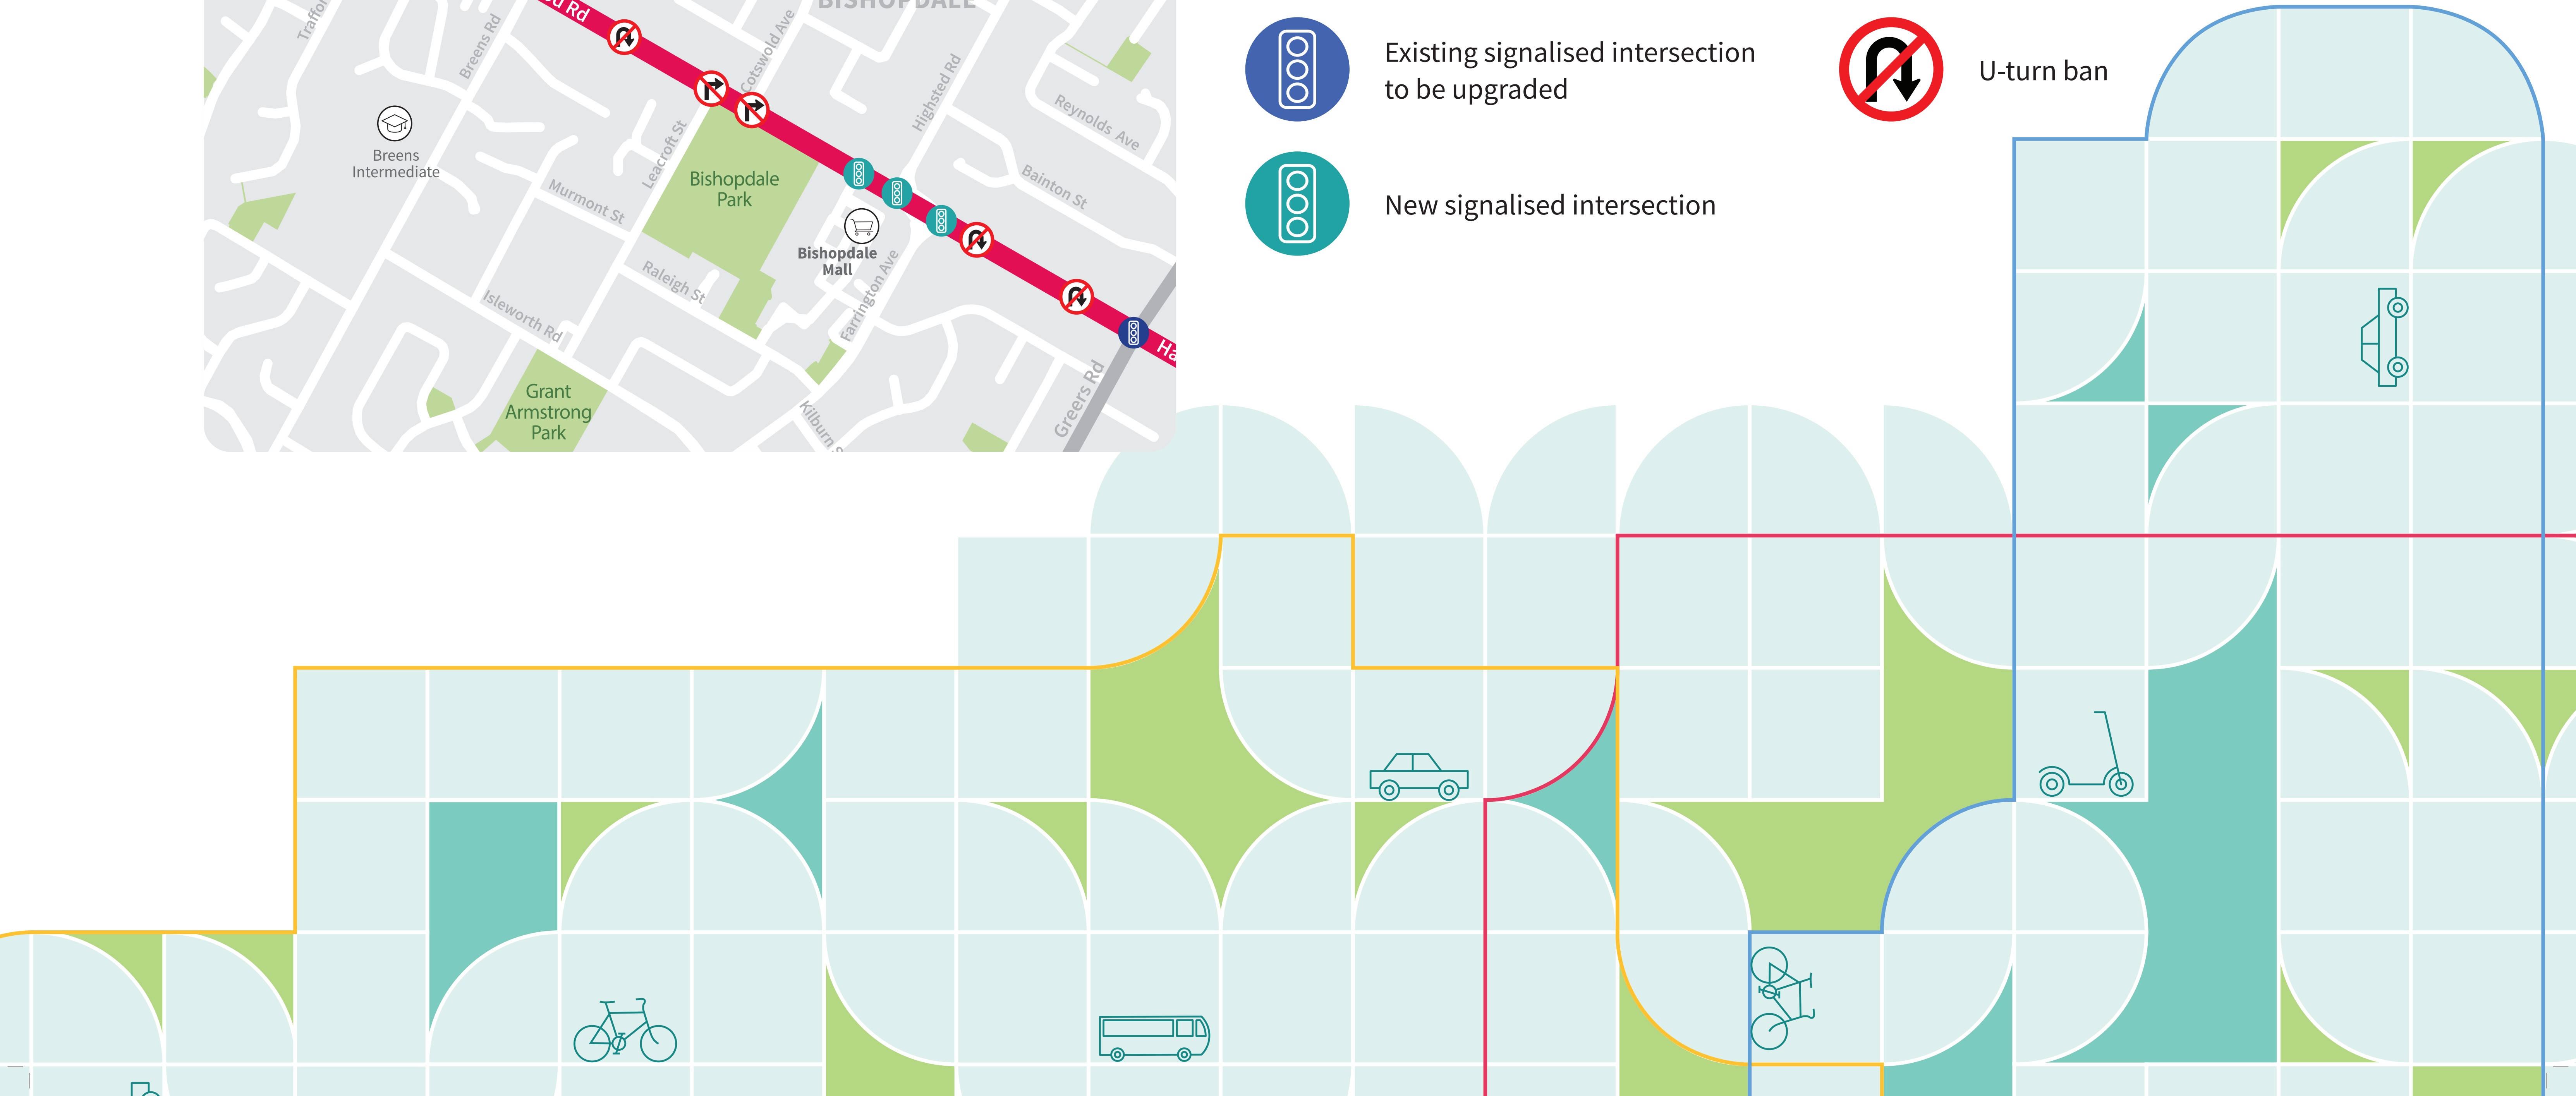 BISHOPDALE
Breens Rd
Cotswold Ave
Highsted Rd
Reynolds Ave
Breens
Intermediate
Leacroft St
Bishopdale
Park
Murmont St
Bainton St
Bishopdale
Mall
Raleigh St
Farrington Ave
Isleworth Rd
Grant
Armstrong
Park
Kilburn
Greers Rd
Existing signalised intersection
to be upgraded
U-turn ban
New signalised intersection